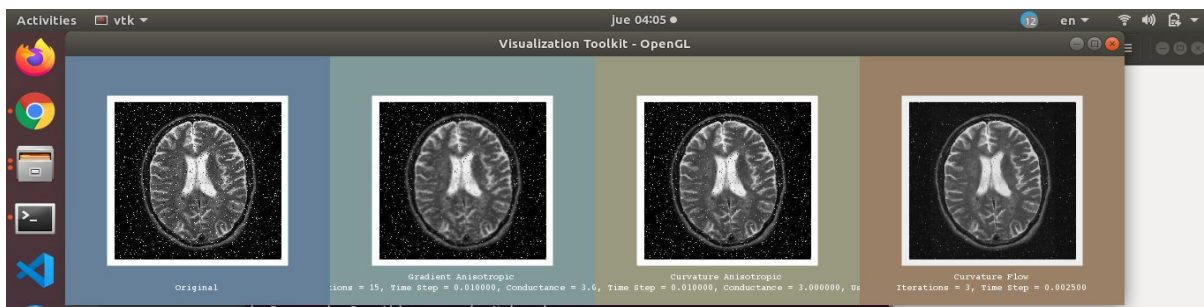 Activities
vtk
jue 04:05
12
en
Visualization Toolkit - OpenGL
Original
Gradient Anisotropic
ions = 15, Time Step = 0.010000, Conductance = 3.0
Curvature Anisotropic
, Time Step = 0.010000, Conductance = 3.000000, Us
Curvature Flow
Iterations = 3, Time Step = 0.002500